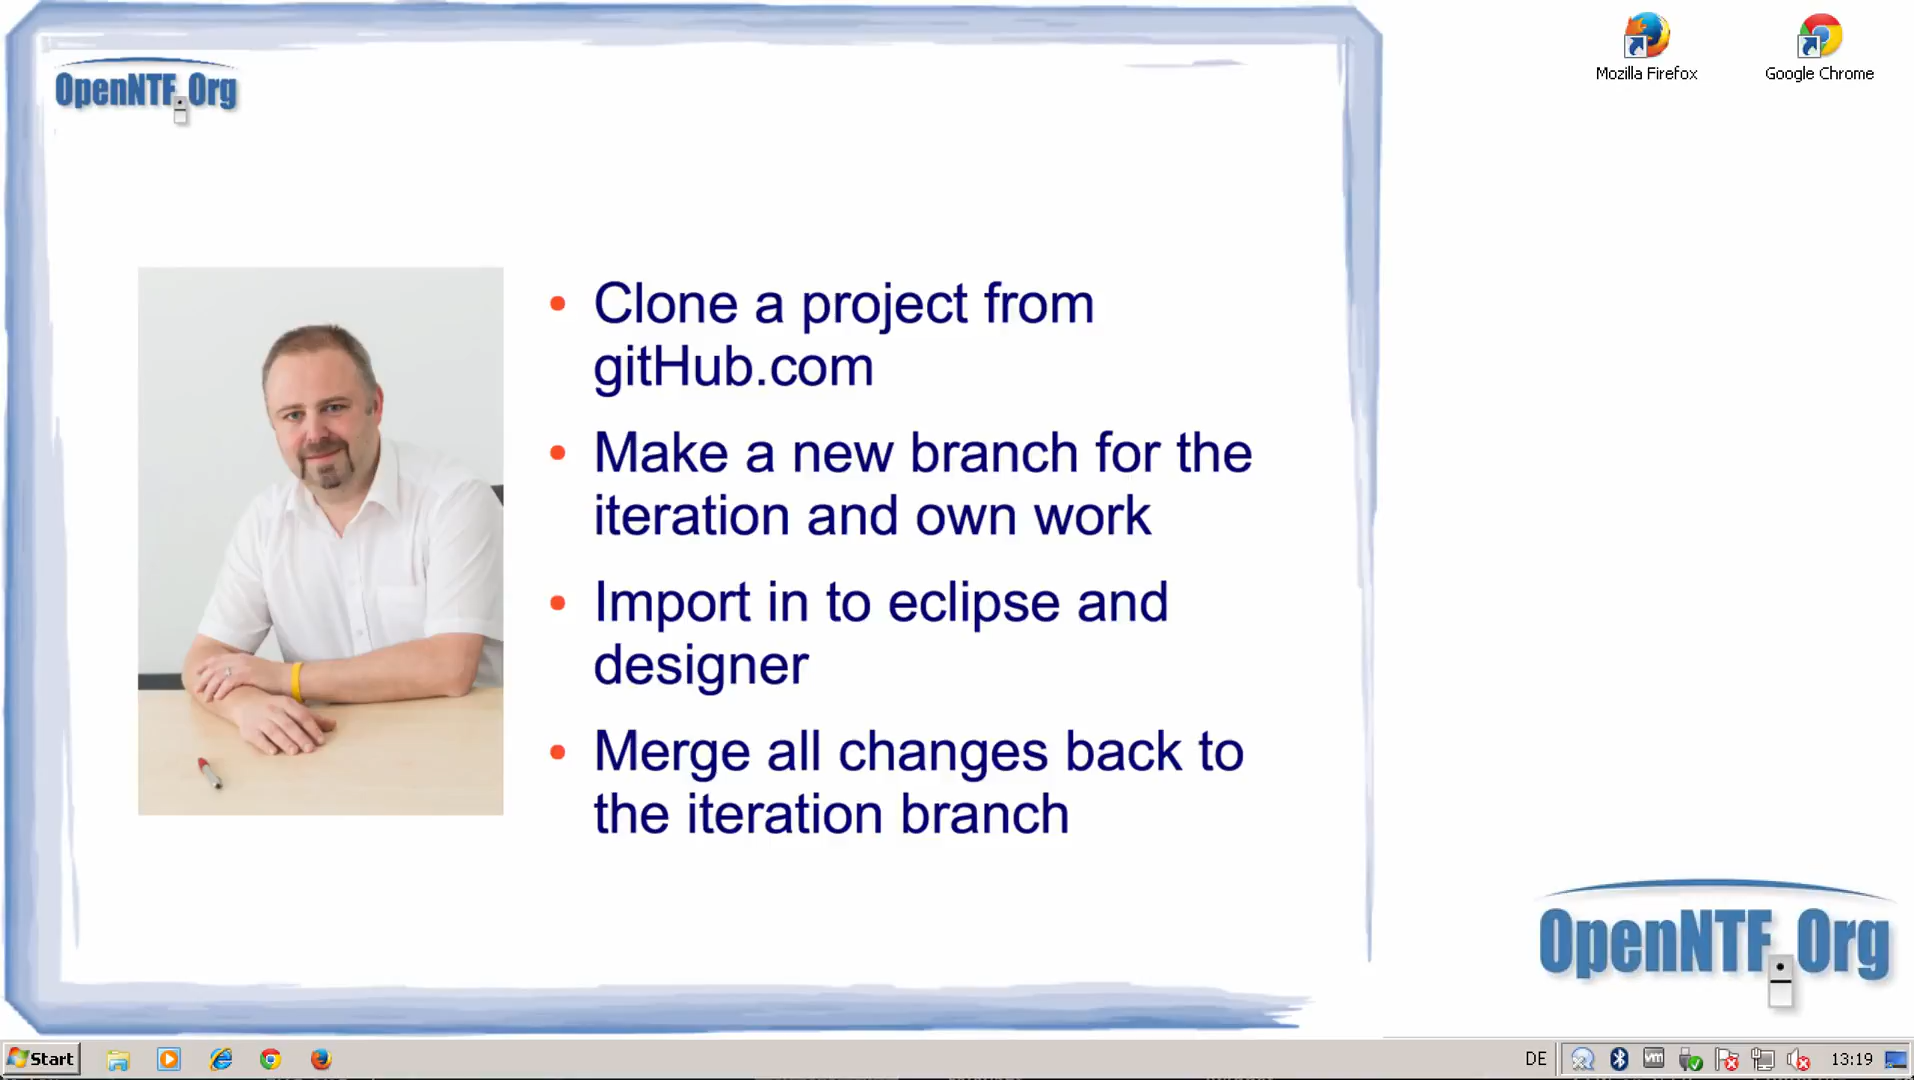 Mozilla Firefox
Google Chrome
OpenNTF.Org
• Clone a project from
gitHub.com
• Make a new branch for the
iteration and own work
• Import in to eclipse and
designer
• Merge all changes back to
the iteration branch
OpenNTF.Org
Start
DE
vm
13:19